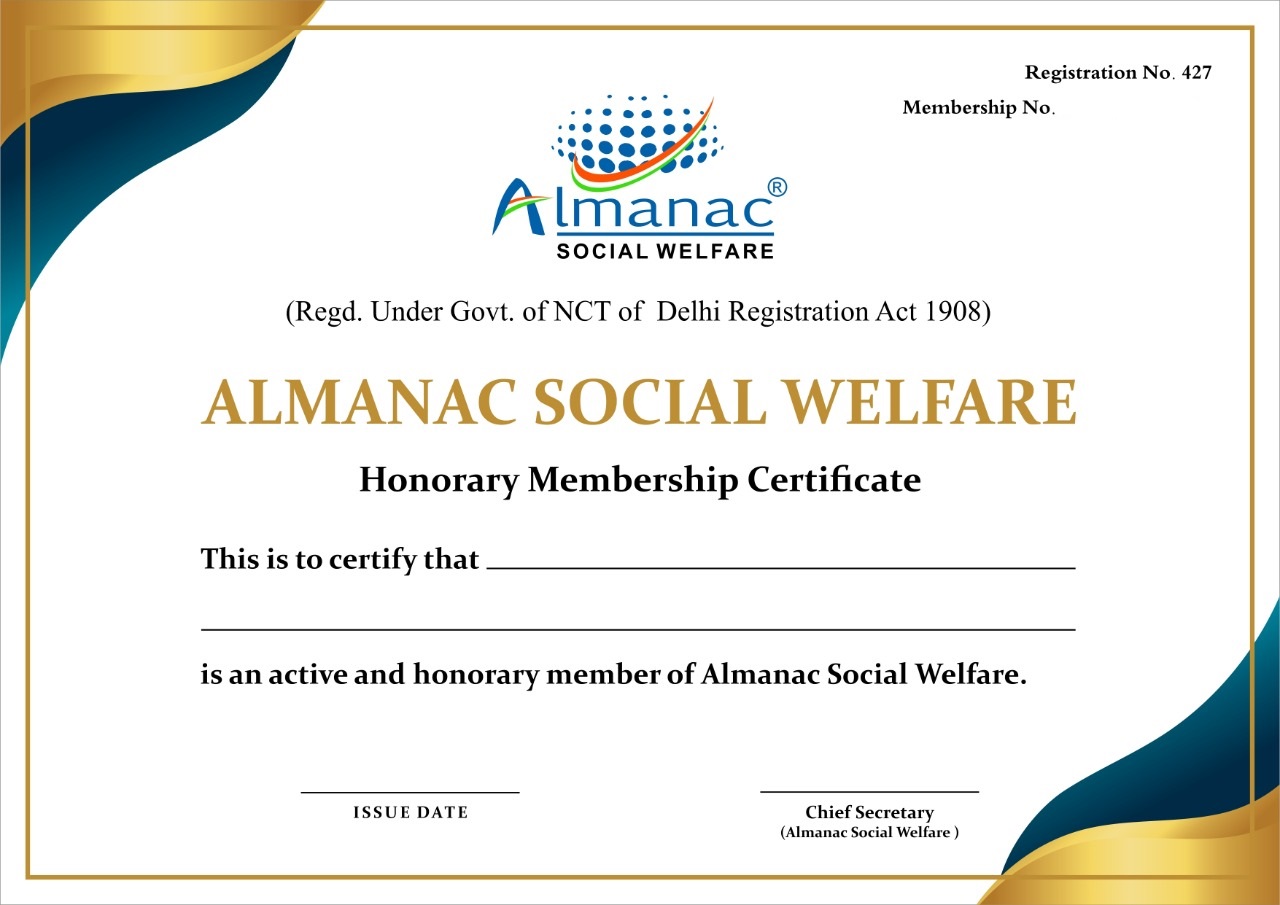 Registration No. 427
Membership No.
Almanac®
SOCIAL WELFARE
(Regd. Under Govt. of NCT of Delhi Registration Act 1908)
ALMANAC SOCIAL WELFARE
Honorary Membership Certificate
This is to certify that
is an active and honorary member of Almanac Social Welfare.
ISSUE DATE
Chief Secretary
(Almanac Social Welfare )